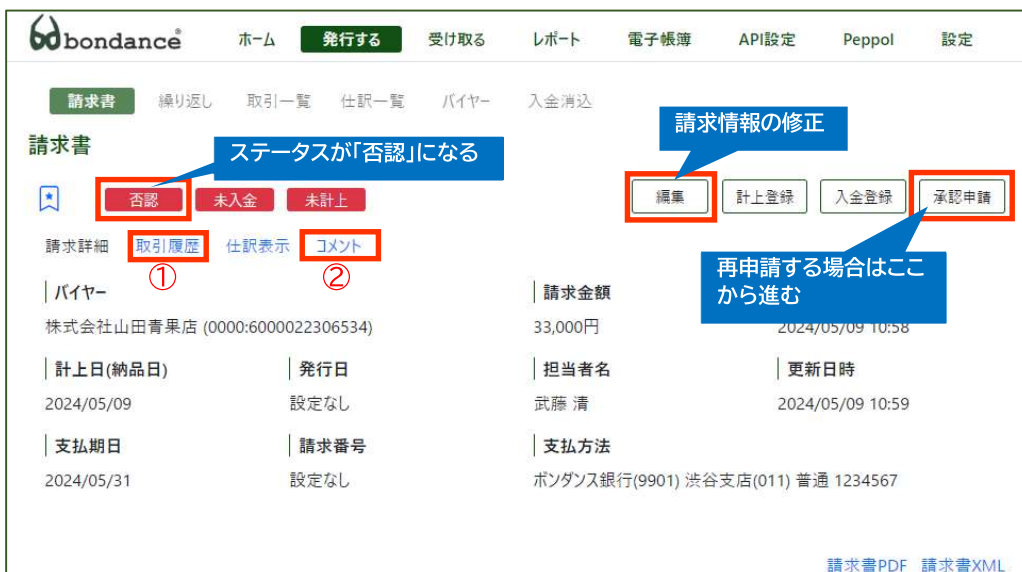 bondance ホーム 発行する 受け取る レポート 電子帳簿 API設定 Peppol 設定
請求書 繰り返し 取引一覧 仕訳一覧 バイヤー 入金消込
請求情報の修正
請求書
ステータスが「否認」になる
否認 未入金 未計上 編集 計上登録 入金登録 承認申請
請求詳細 取引履歴 仕訳表示 コメント
① ②
再申請する場合はここ
から進む
バイヤー 請求金額
株式会社山田青果店 (0000:6000022306534) 33,000円 2024/05/09 10:58
計上日(納品日) 発行日 担当者名 更新日時
2024/05/09 設定なし 武藤 清 2024/05/09 10:59
支払期日 請求番号 支払方法
2024/05/31 設定なし ボンダンス銀行(9901) 渋谷支店(011) 普通 1234567
請求書PDF 請求書XML